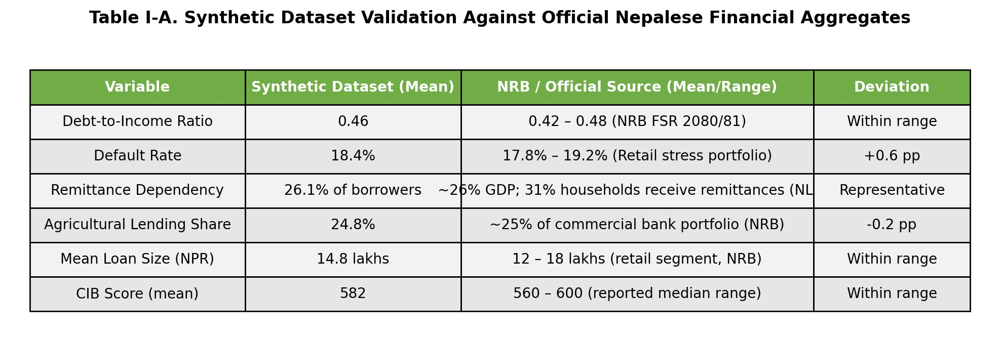 Table I-A. Synthetic Dataset Validation Against Official Nepalese Financial Aggregates
Variable Synthetic Dataset (Mean) NRB / Official Source (Mean/Range) Deviation
Debt-to-Income Ratio 0.46 0.42 – 0.48 (NRB FSR 2080/81) Within range
Default Rate 18.4% 17.8% – 19.2% (Retail stress portfolio) +0.6 pp
Remittance Dependency 26.1% of borrowers ~26% GDP; 31% households receive remittances (NL Representative
Agricultural Lending Share 24.8% ~25% of commercial bank portfolio (NRB) -0.2 pp
Mean Loan Size (NPR) 14.8 lakhs 12 – 18 lakhs (retail segment, NRB) Within range
CIB Score (mean) 582 560 – 600 (reported median range) Within range